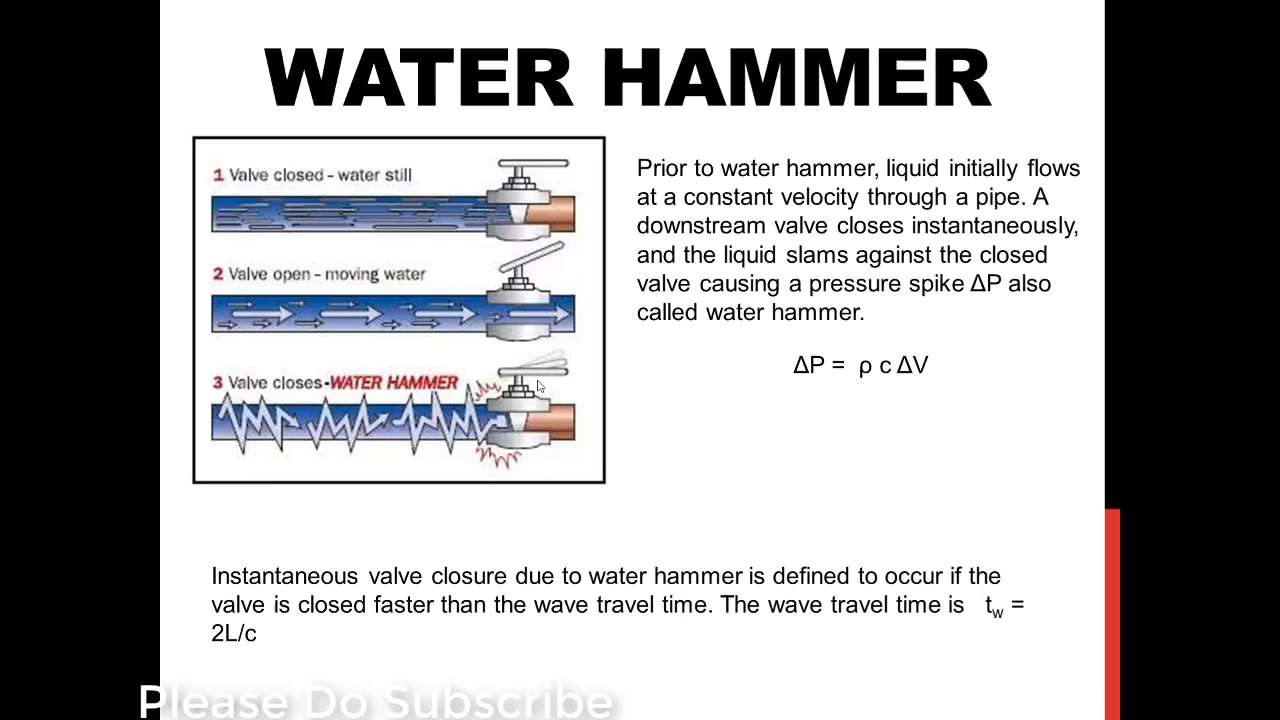 WATER HAMMER
1 Valve closed - water still
2 Valve open - moving water
3 Valve closes-WATER HAMMER
Prior to water hammer, liquid initially flows
at a constant velocity through a pipe. A
downstream valve closes instantaneously,
and the liquid slams against the closed
valve causing a pressure spike ΔP also
called water hammer.
ΔP = ρ c ΔV
Instantaneous valve closure due to water hammer is defined to occur if the
valve is closed faster than the wave travel time. The wave travel time is tw =
2L/c
Please Do Subscribe